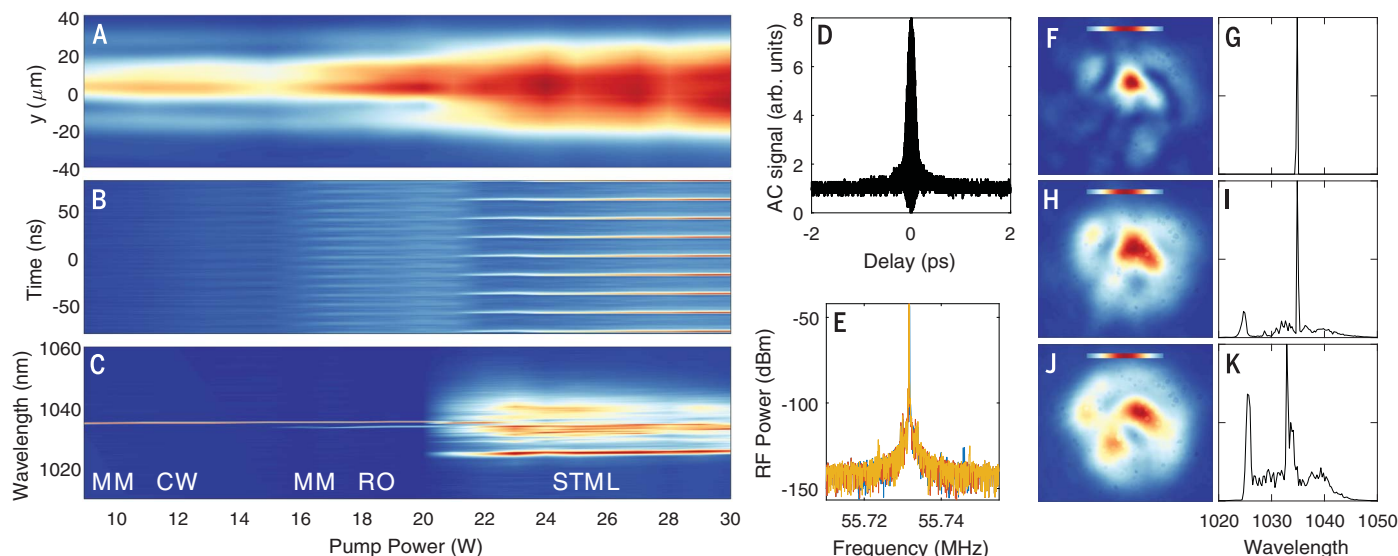 A
40
20
0
-20
-40
y (μm)
B
50
0
-50
Time (ns)
C
1060
1040
1020
Wavelength (nm)
MM CW MM RO STML
10 12 14 16 18 20 22 24 26 28 30
Pump Power (W)
D
8
6
4
2
0
AC signal (arb. units)
-2 0 2
Delay (ps)
E
-50
-100
-150
RF Power (dBm)
55.72 55.74
Frequency (MHz)
F
G
H
I
J
K
1020 1030 1040 1050
Wavelength